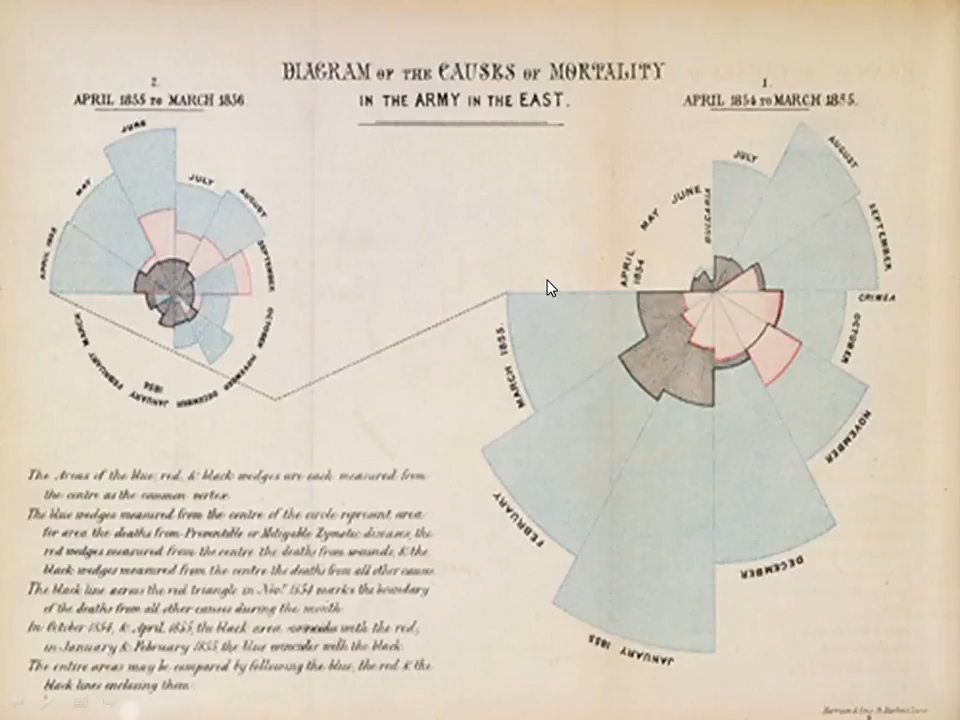 DIAGRAM OF THE CAUSES OF MORTALITY
IN THE ARMY IN THE EAST.
2.
APRIL 1855 TO MARCH 1856
1.
APRIL 1854 TO MARCH 1855.
APRIL 1855
MAY
JUNE
JULY
AUGUST
SEPTEMBER
OCTOBER
NOVEMBER
DECEMBER
1856
JANUARY
FEBRUARY
MARCH
APRIL
1854
MAY
JUNE
BULGARIA
JULY
AUGUST
SEPTEMBER
CRIMEA
OCTOBER
NOVEMBER
DECEMBER
JANUARY 1855
FEBRUARY
MARCH 1855.
The Areas of the blue, red, & black wedges are each measured from
the centre as the common vertex.
The blue wedges measured from the centre of the circle represent area
for area the deaths from Preventible or Mitigable Zymotic diseases, the
red wedges measured from the centre the deaths from wounds, & the
black wedges measured from the centre the deaths from all other causes.
The black line across the red triangle in Novr 1854 marks the boundary
of the deaths from all other causes during the month.
In October 1854, & April, 1855, the black area coincides with the red,
in January & February 1855, the blue coincides with the black.
The entire areas may be compared by following the blue, the red & the
black lines enclosing them.